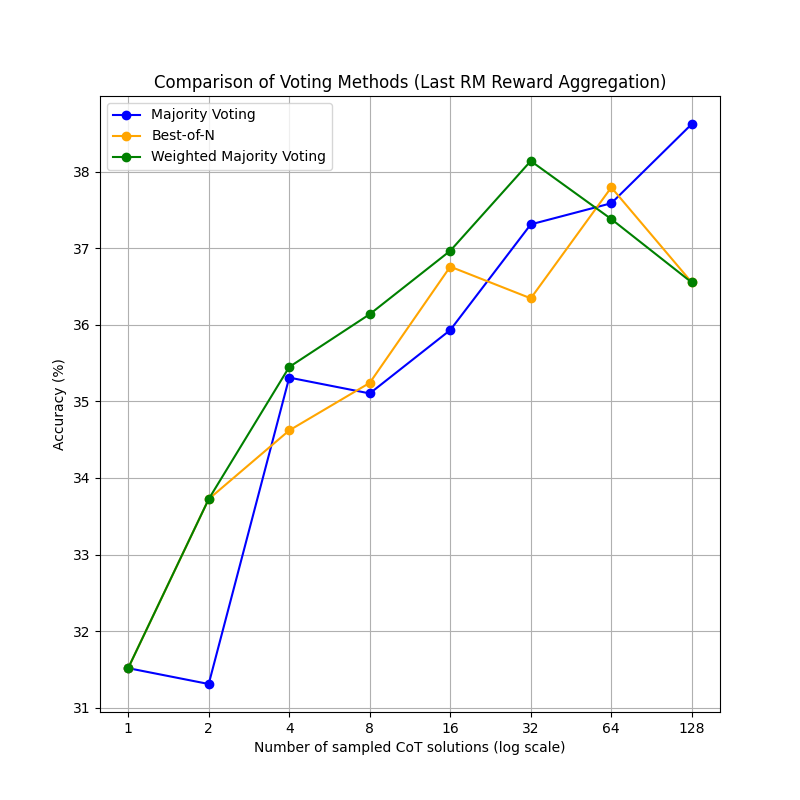 Comparison of Voting Methods (Last RM Reward Aggregation)
Majority Voting
Best-of-N
Weighted Majority Voting
38
37
36
35
34
33
32
31
Accuracy (%)
1 2 4 8 16 32 64 128
Number of sampled CoT solutions (log scale)